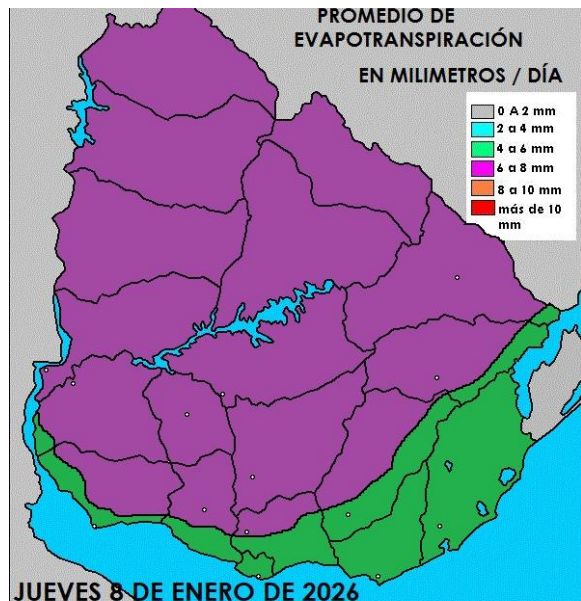 PROMEDIO DE
EVAPOTRANSPIRACIÓN
EN MILIMETROS / DÍA
0 A 2 mm
2 a 4 mm
4 a 6 mm
6 a 8 mm
8 a 10 mm
más de 10
mm
JUEVES 8 DE ENERO DE 2026